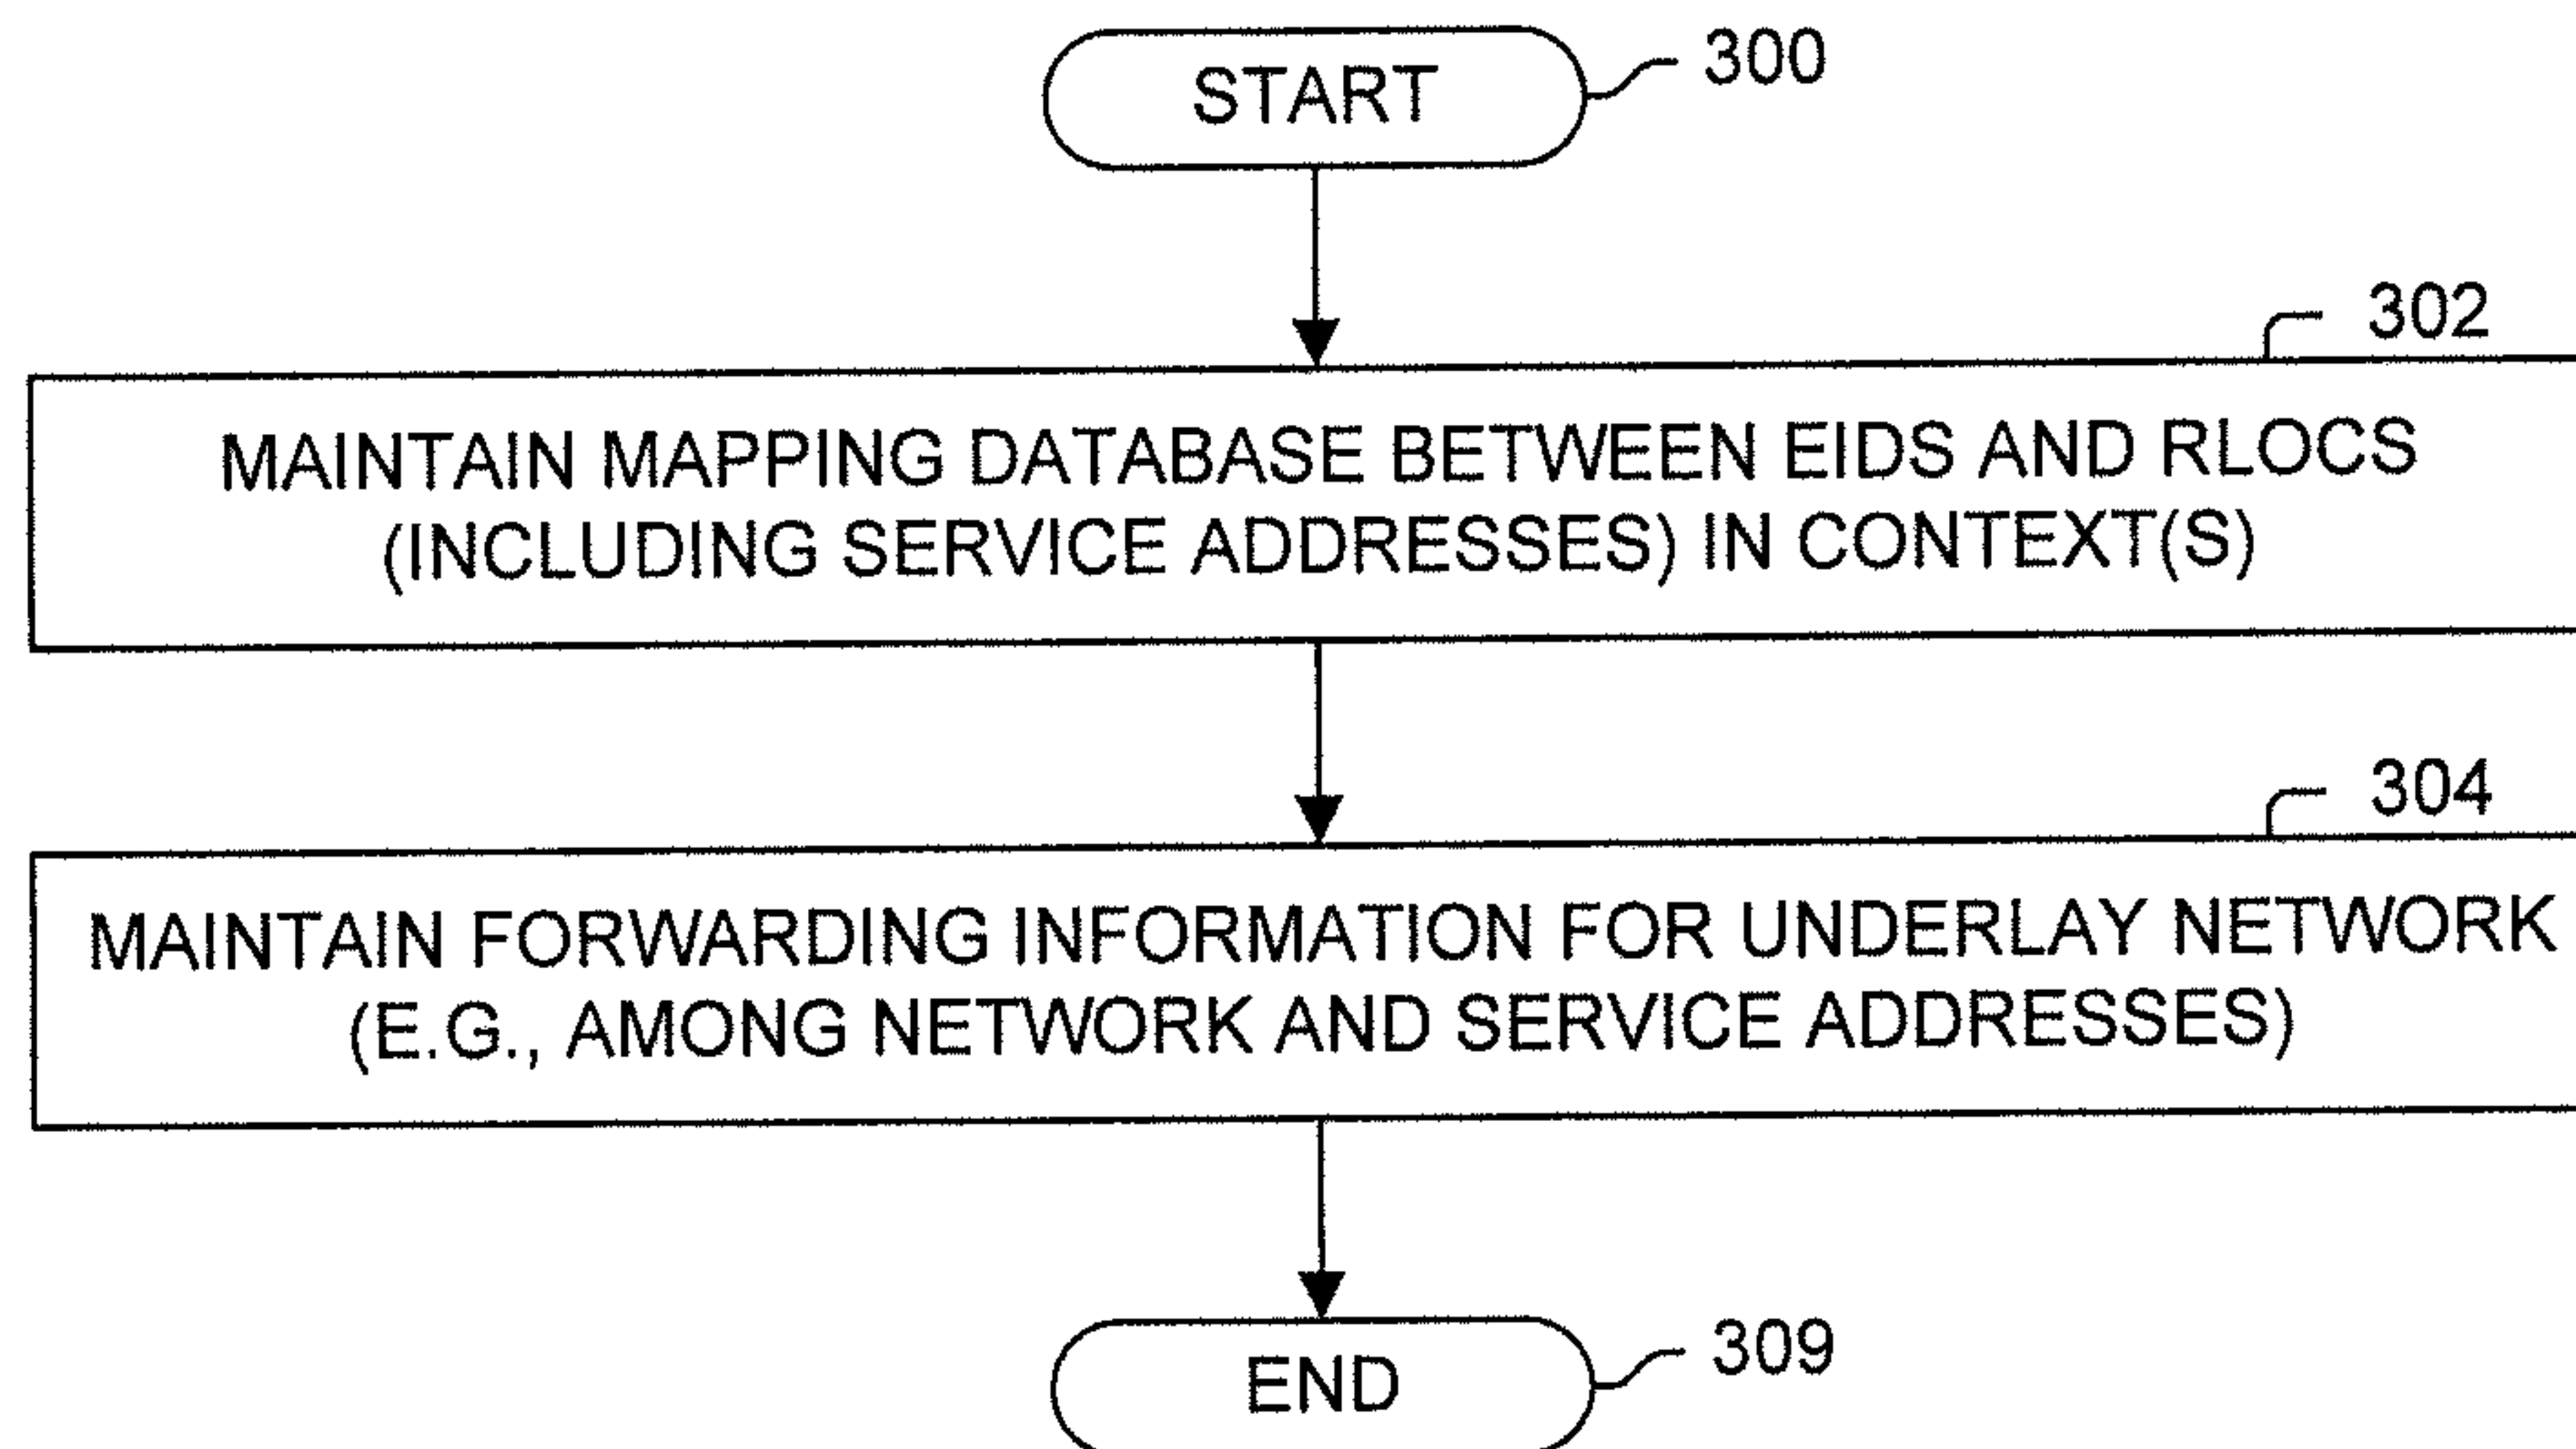 START
300
302
MAINTAIN MAPPING DATABASE BETWEEN EIDS AND RLOCS
(INCLUDING SERVICE ADDRESSES) IN CONTEXT(S)
304
MAINTAIN FORWARDING INFORMATION FOR UNDERLAY NETWORK
(E.G., AMONG NETWORK AND SERVICE ADDRESSES)
END
309